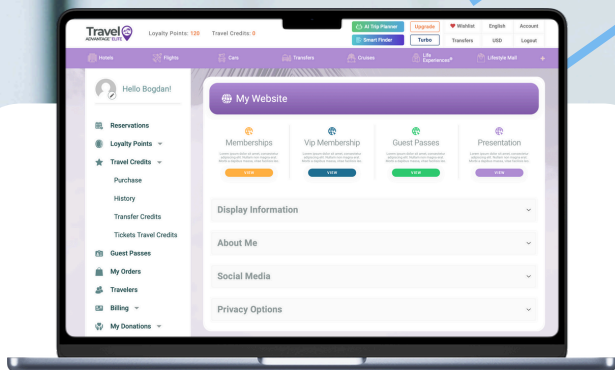 Travel
ADVANTAGE™ ELITE
Loyalty Points: 120
Travel Credits: 0
AI Trip Planner
Upgrade
Wishlist
English
Account
Smart Finder
Turbo
Transfers
USD
Logout
Hotels
Flights
Cars
Transfers
Cruises
Life
Experiences®
Lifestyle Mall
+
Hello Bogdan!
My Website
Reservations
Loyalty Points
Travel Credits
Purchase
History
Transfer Credits
Tickets Travel Credits
Guest Passes
My Orders
Travelers
Billing
My Donations
Memberships
VIEW
Vip Membership
VIEW
Guest Passes
VIEW
Presentation
VIEW
Display Information
About Me
Social Media
Privacy Options